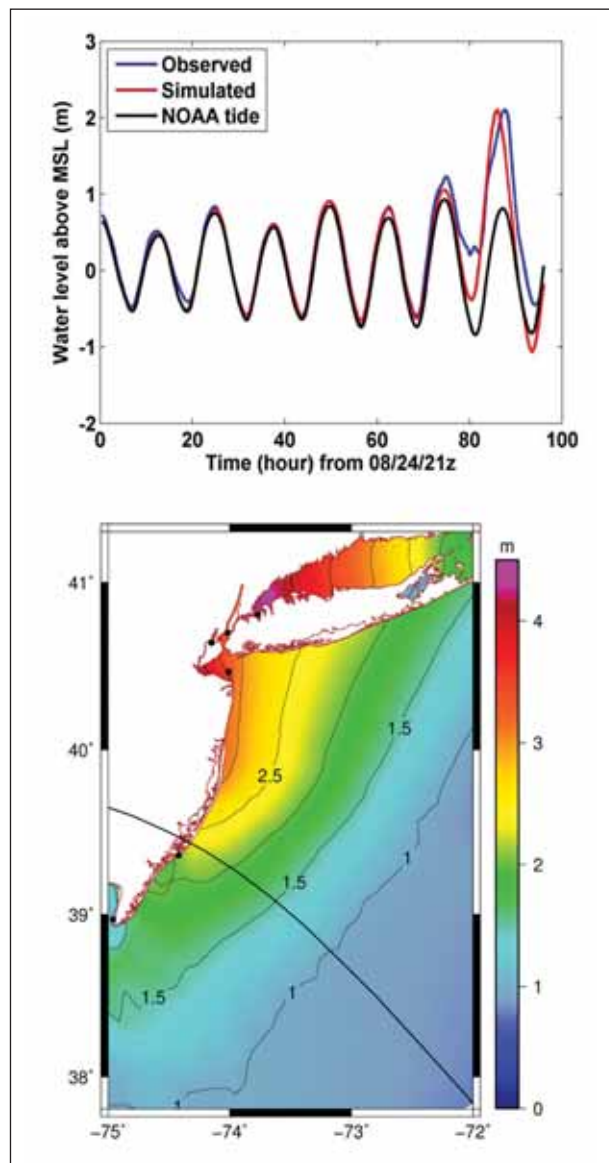 3
2
1
0
-1
-2
Water level above MSL (m)
Observed
Simulated
NOAA tide
0 20 40 60 80 100
Time (hour) from 08/24/21z
m
41°
40°
39°
38°
1.5
2.5
1
1.5
1.5
1
1
1
4
3
2
1
0
−75 −74 −73 −72